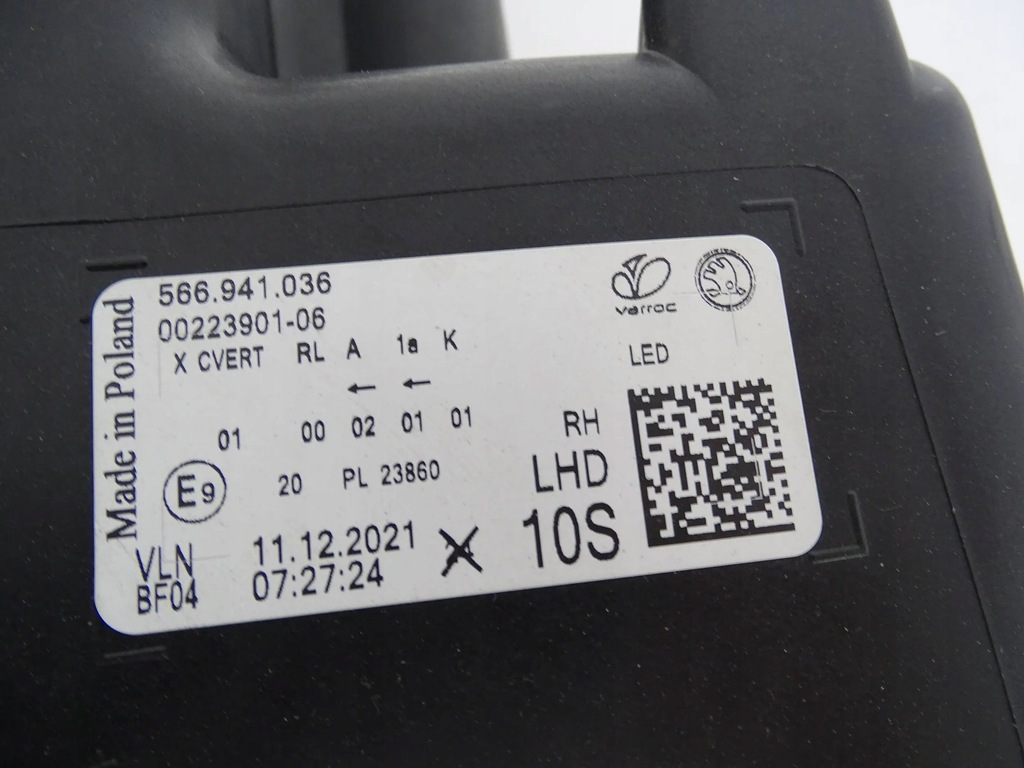 Made in Poland
566.941.036
00223901-06
X CVERT RL A 1a K
← ←
01 00 02 01 01
E9 20 PL 23860
VLN 11.12.2021
BF04 07:27:24
varroc
LED
RH
LHD
10S